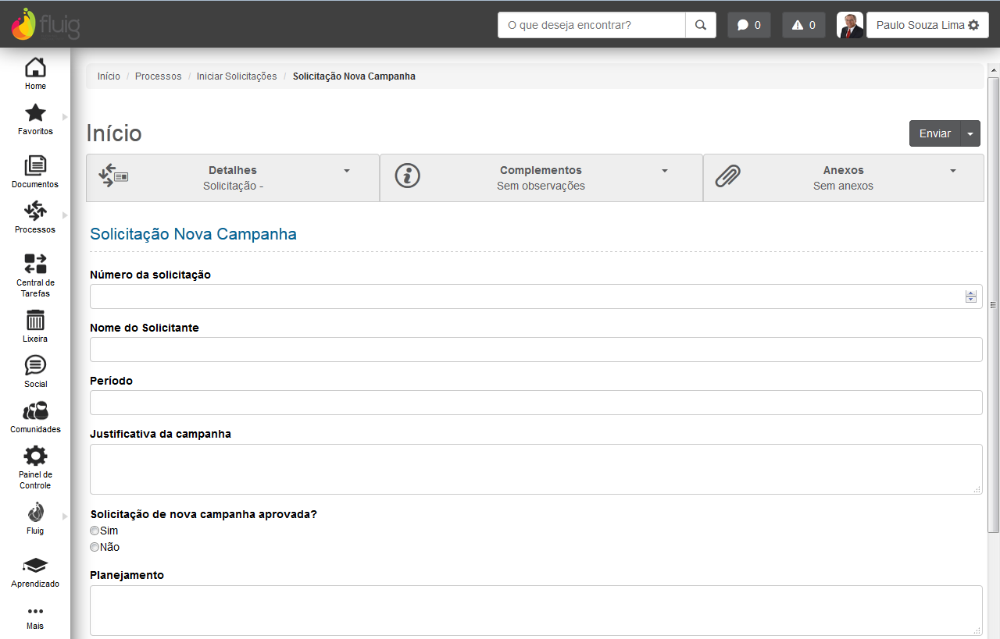 fluig
O que deseja encontrar?
0
0
Paulo Souza Lima
Home
Favoritos
Documentos
Processos
Central de
Tarefas
Lixeira
Social
Comunidades
Painel de
Controle
Fluig
Aprendizado
Mais
Início / Processos / Iniciar Solicitações / Solicitação Nova Campanha
Início
Enviar
Detalhes
Solicitação -
Complementos
Sem observações
Anexos
Sem anexos
Solicitação Nova Campanha
Número da solicitação
Nome do Solicitante
Período
Justificativa da campanha
Solicitação de nova campanha aprovada?
Sim
Não
Planejamento